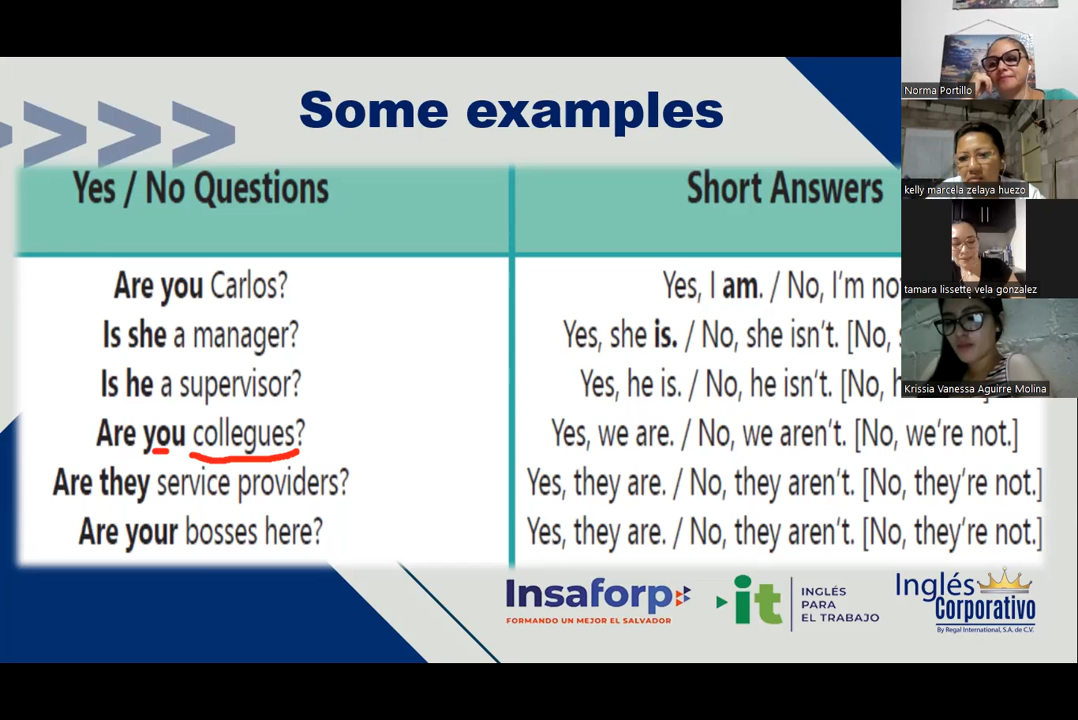 Some examples
Yes / No Questions
Short Answers
Are you Carlos?
Yes, I am. / No, I'm no
Is she a manager?
Yes, she is. / No, she isn't. [No,
Is he a supervisor?
Yes, he is. / No, he isn't. [No,
Are you collegues?
Yes, we are. / No, we aren't. [No, we're not.]
Are they service providers?
Yes, they are. / No, they aren't. [No, they're not.]
Are your bosses here?
Yes, they are. / No, they aren't. [No, they're not.]
Insaforp
FORMANDO UN MEJOR EL SALVADOR
it
INGLÉS
PARA
EL TRABAJO
Inglés
Corporativo
By Regal International, S.A. de C.V.
Norma Portillo
kelly marcela zelaya huezo
tamara lissette vela gonzalez
Krissia Vanessa Aguirre Molina